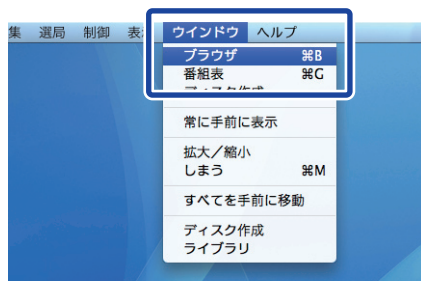 集 選局 制御 表 ウインドウ ヘルプ
ブラウザ ⌘B
番組表 ⌘G
常に手前に表示
拡大／縮小
しまう ⌘M
すべてを手前に移動
ディスク作成
ライブラリ